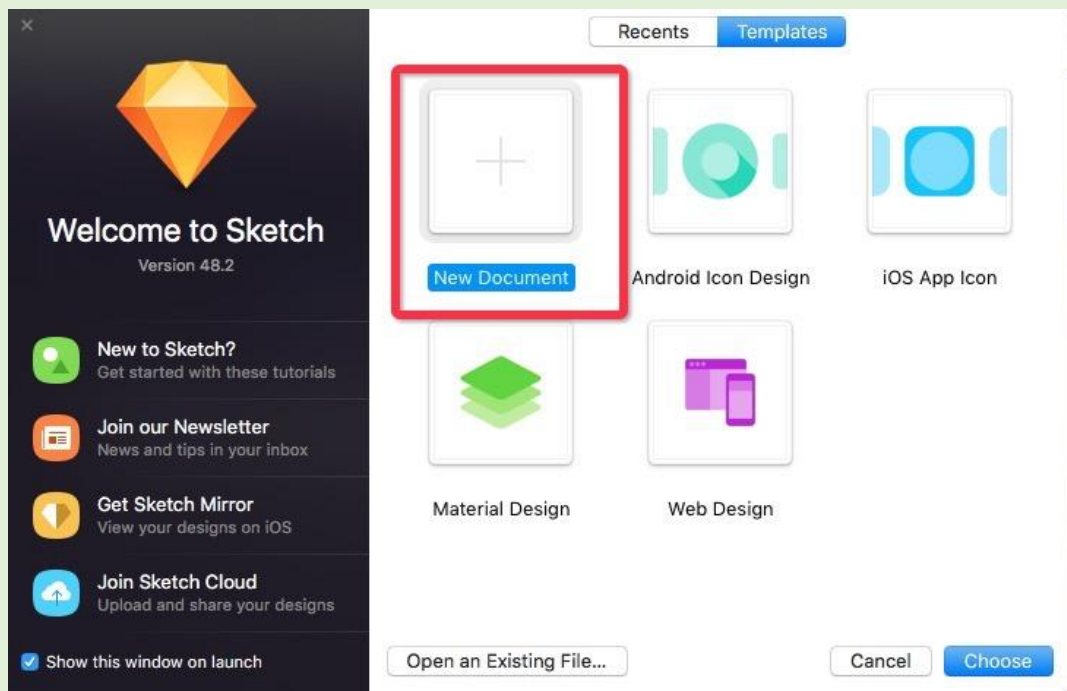 Welcome to Sketch
Version 48.2
New to Sketch?
Get started with these tutorials
Join our Newsletter
News and tips in your inbox
Get Sketch Mirror
View your designs on iOS
Join Sketch Cloud
Upload and share your designs
Show this window on launch
Recents
Templates
New Document
Android Icon Design
iOS App Icon
Material Design
Web Design
Open an Existing File...
Cancel
Choose